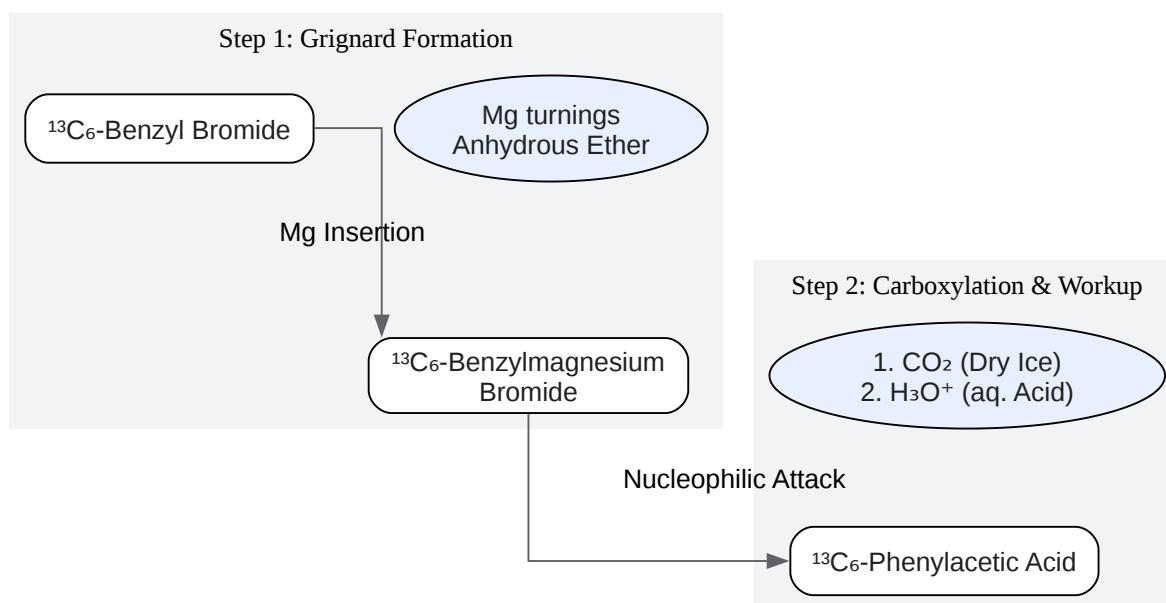 Step 1: Grignard Formation
¹³C₆-Benzyl Bromide
Mg turnings
Anhydrous Ether
Mg Insertion
¹³C₆-Benzylmagnesium
Bromide
Step 2: Carboxylation & Workup
1. CO₂ (Dry Ice)
2. H₃O⁺ (aq. Acid)
Nucleophilic Attack
¹³C₆-Phenylacetic Acid